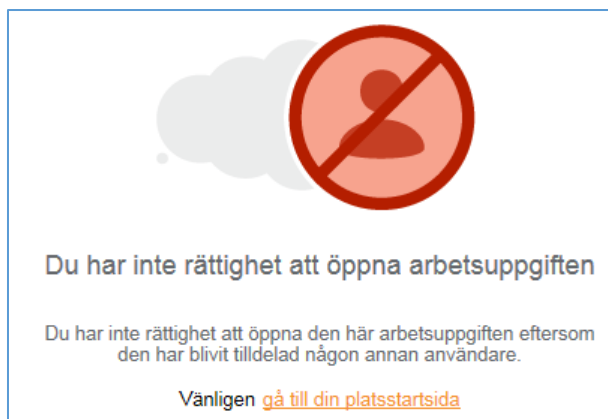 Du har inte rättighet att öppna arbetsuppgiften
Du har inte rättighet att öppna den här arbetsuppgiften eftersom
den har blivit tilldelad någon annan användare.
Vänligen gå till din platsstartsida